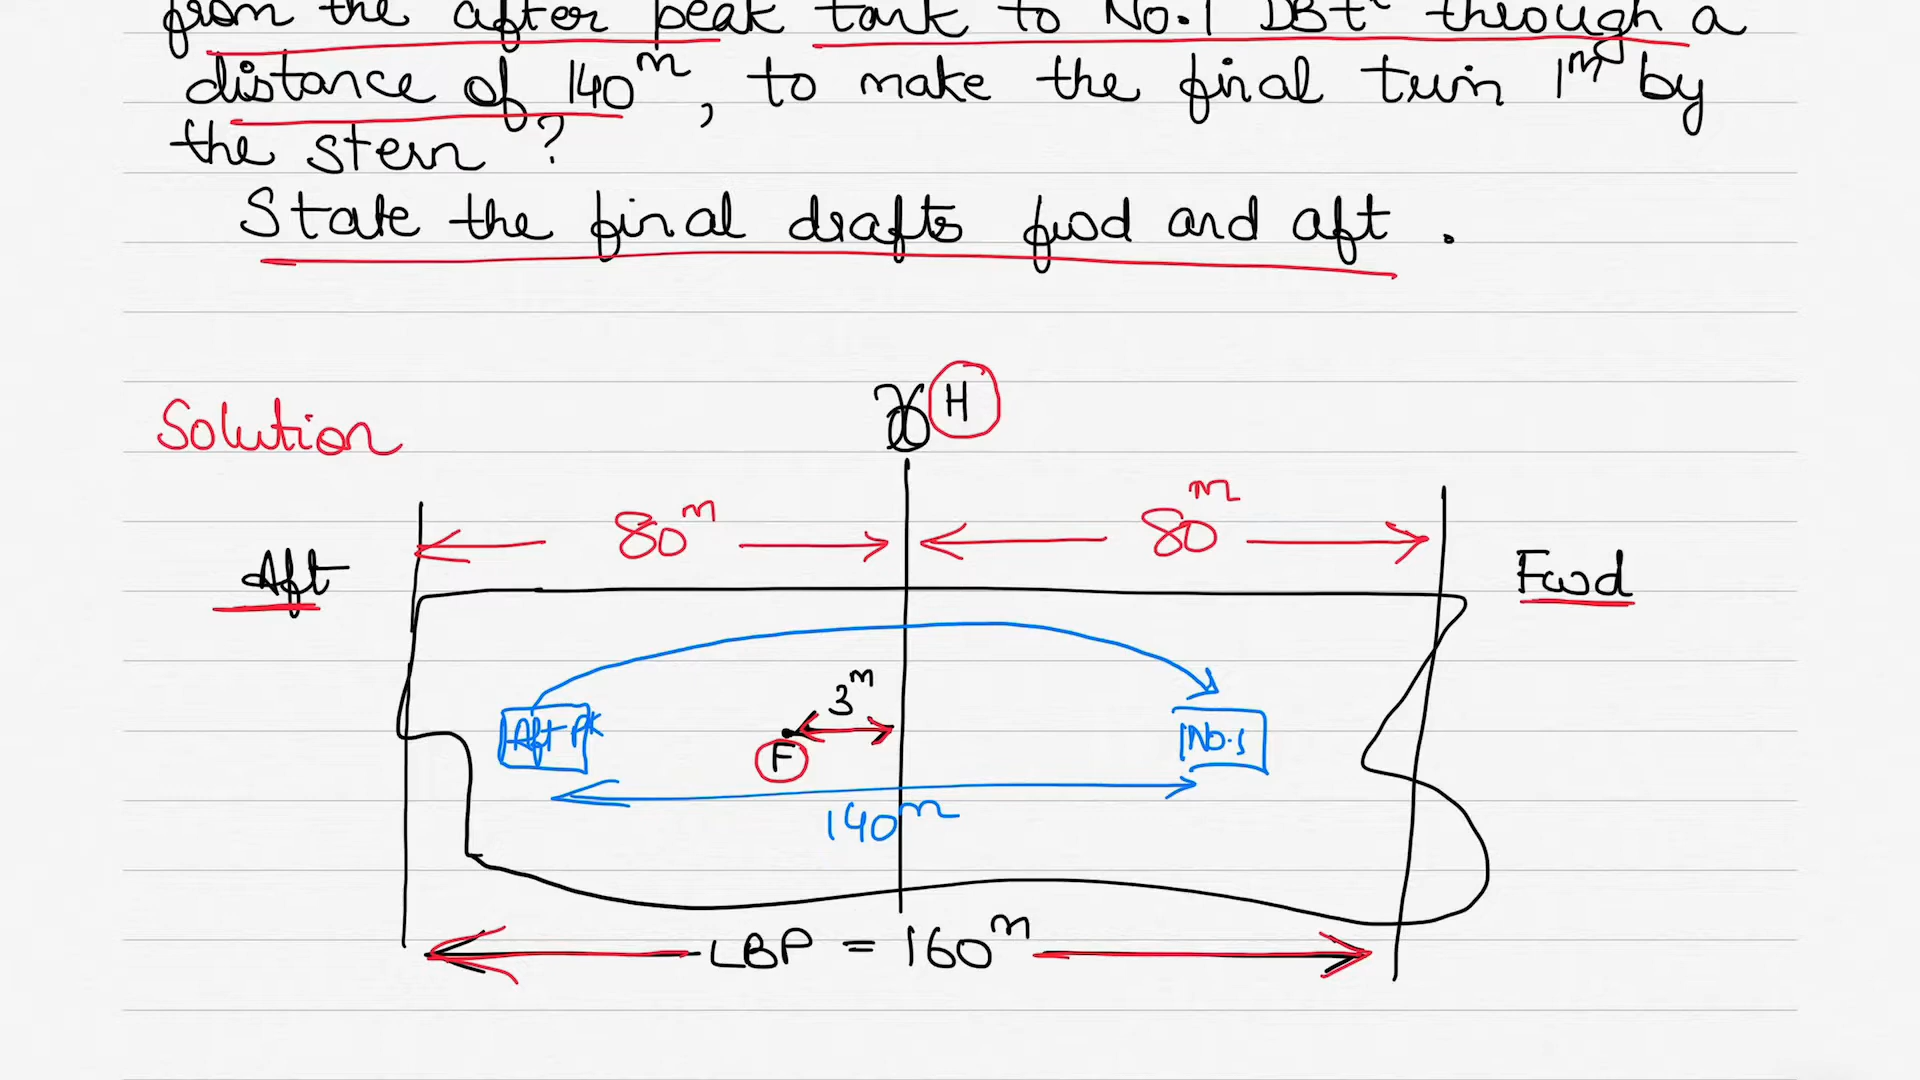 from the after peak tank to No.1 DBt through a
distance of 140m, to make the final trim 1m by
the stern ?
State the final drafts fwd and aft .
H
Solution
80m 80m
Aft Fwd
3m
Aft PK F No.1
140m
LBP = 160m